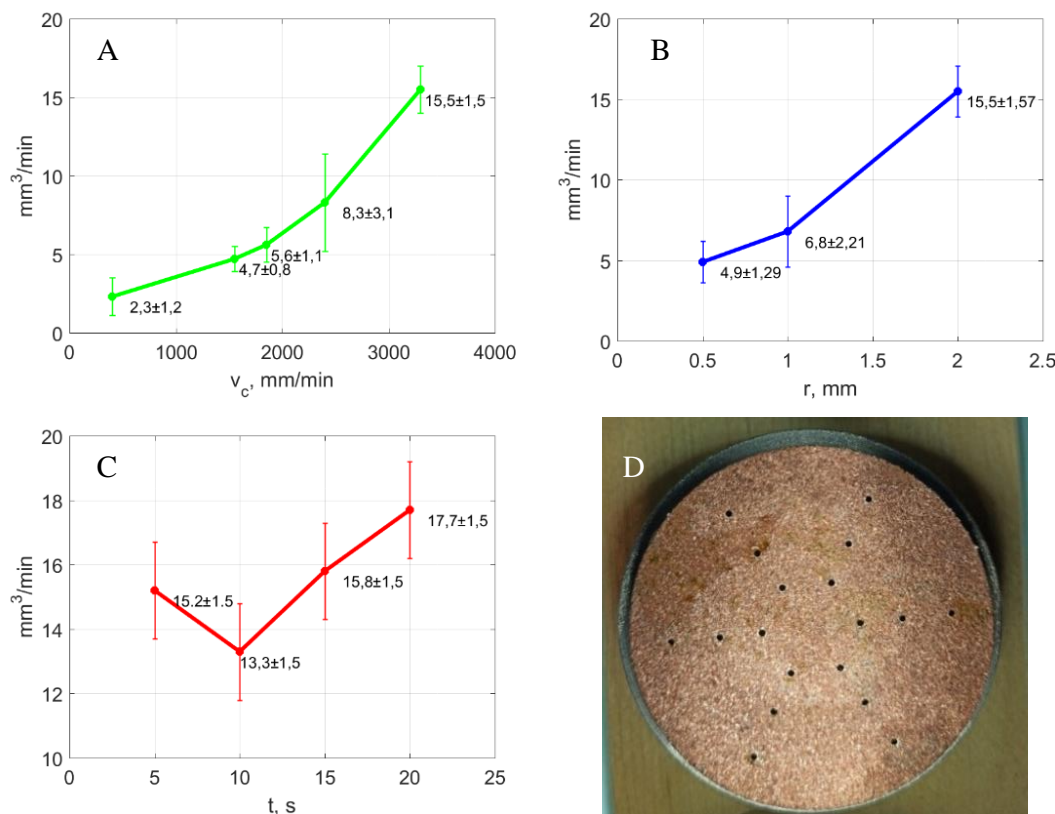 A
20
15
10
5
0
mm³/min
15,5±1,5
8,3±3,1
5,6±1,1
4,7±0,8
2,3±1,2
0 1000 2000 3000 4000
v_c, mm/min
B
20
15
10
5
0
mm³/min
15,5±1,57
6,8±2,21
4,9±1,29
0 0.5 1 1.5 2 2.5
r, mm
C
20
18
16
14
12
10
mm³/min
17,7±1,5
15,8±1,5
15.2±1.5
13,3±1,5
0 5 10 15 20 25
t, s
D